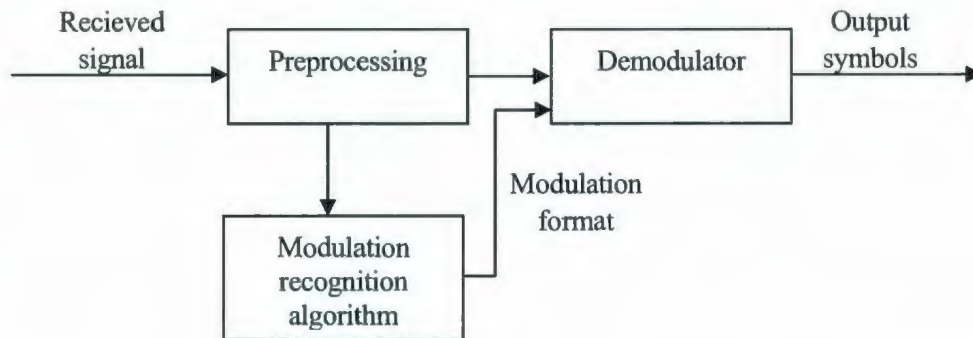 Recieved
signal
Preprocessing
Demodulator
Output
symbols
Modulation
format
Modulation
recognition
algorithm